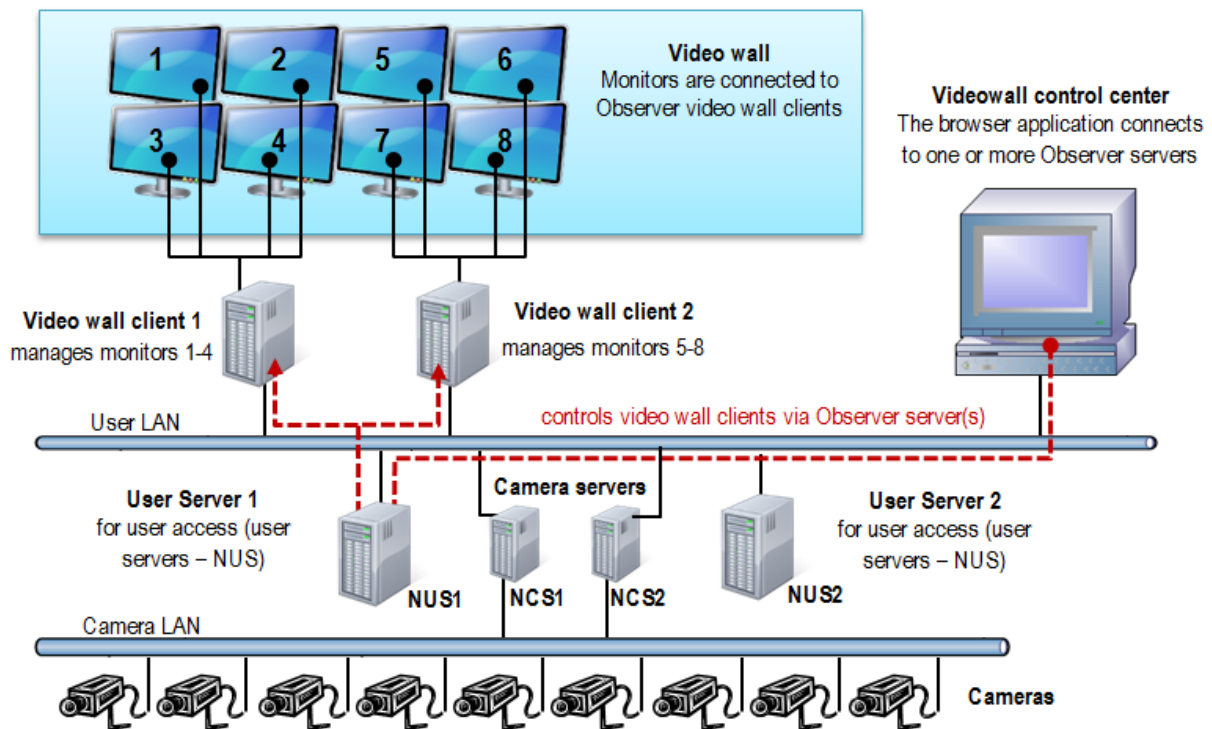 1
2
5
6
3
4
7
8
Video wall
Monitors are connected to
Observer video wall clients
Videowall control center
The browser application connects
to one or more Observer servers
Video wall client 1
manages monitors 1-4
Video wall client 2
manages monitors 5-8
User LAN
controls video wall clients via Observer server(s)
User Server 1
for user access (user
servers – NUS)
Camera servers
User Server 2
for user access (user
servers – NUS)
NUS1
NCS1
NCS2
NUS2
Camera LAN
Cameras